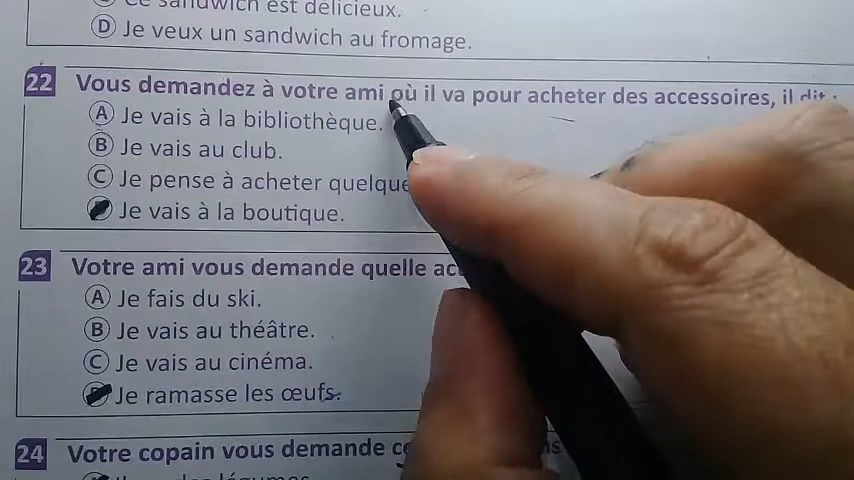 Ce sandwich est délicieux.
D Je veux un sandwich au fromage.
22 Vous demandez à votre ami où il va pour acheter des accessoires, il dit :
A Je vais à la bibliothèque.
B Je vais au club.
C Je pense à acheter quelque
Je vais à la boutique.
23 Votre ami vous demande quelle
A Je fais du ski.
B Je vais au théâtre.
C Je vais au cinéma.
Je ramasse les œufs.
24 Votre copain vous demande
légumes